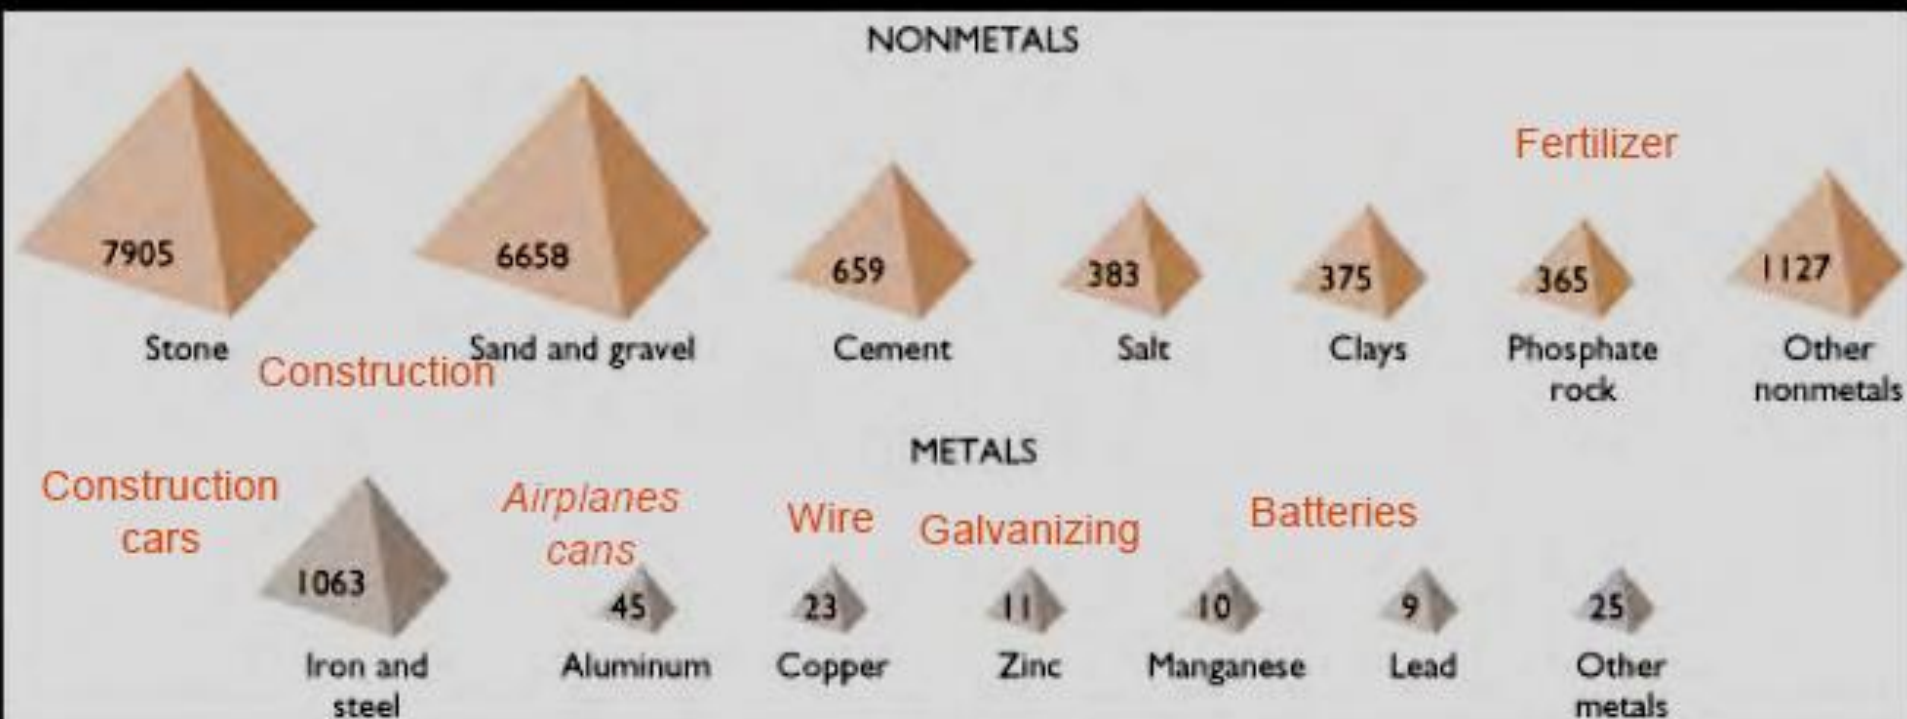 NONMETALS
Fertilizer
7905
6658
659
383
375
365
1127
Stone
Sand and gravel
Cement
Salt
Clays
Phosphate
rock
Other
nonmetals
Construction
METALS
Construction
cars
Airplanes
cans
Wire
Galvanizing
Batteries
1063
45
23
11
10
9
25
Iron and
steel
Aluminum
Copper
Zinc
Manganese
Lead
Other
metals